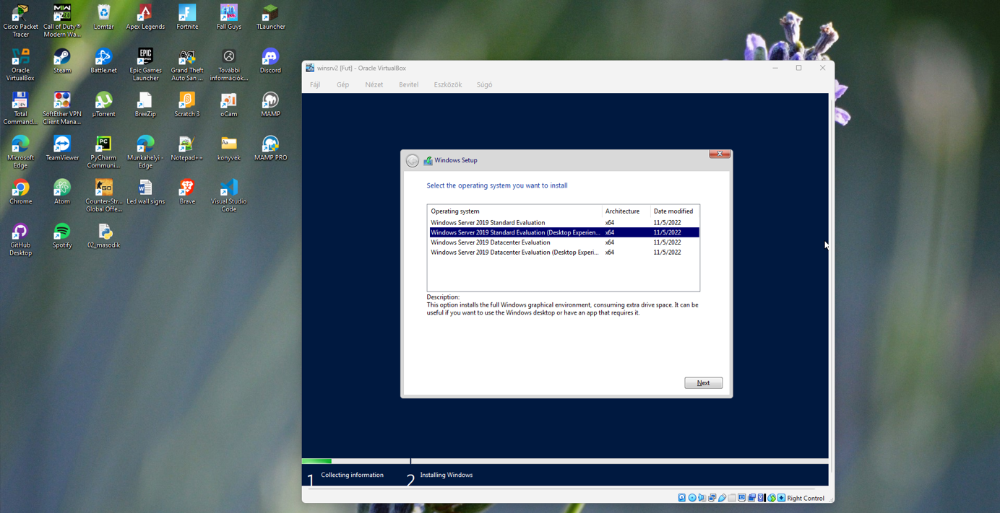 Cisco Packet
Tracer
Call of Duty®
Modern Wa...
Lomtár
Apex Legends
Fortnite
Fall Guys
TLauncher
Oracle
VirtualBox
Steam
Battle.net
Epic Games
Launcher
Grand Theft
Auto San ...
További
információk...
Discord
Total
Command...
SoftEther VPN
Client Mana...
µTorrent
BreeZip
Scratch 3
oCam
MAMP
Microsoft
Edge
TeamViewer
PyCharm
Communi...
Munkahelyi -
Edge
Notepad++
konyvek
MAMP PRO
Chrome
Atom
Counter-Str...
Global Offe...
Led wall signs
Brave
Visual Studio
Code
GitHub
Desktop
Spotify
02_masodik
winsrv2 [Fut] - Oracle VirtualBox
Fájl Gép Nézet Bevitel Eszközök Súgó
Windows Setup
Select the operating system you want to install
Operating system Architecture Date modified
Windows Server 2019 Standard Evaluation x64 11/5/2022
Windows Server 2019 Standard Evaluation (Desktop Experien... x64 11/5/2022
Windows Server 2019 Datacenter Evaluation x64 11/5/2022
Windows Server 2019 Datacenter Evaluation (Desktop Experi... x64 11/5/2022
Description:
This option installs the full Windows graphical environment, consuming extra drive space. It can be
useful if you want to use the Windows desktop or have an app that requires it.
Next
1 Collecting information 2 Installing Windows
Right Control